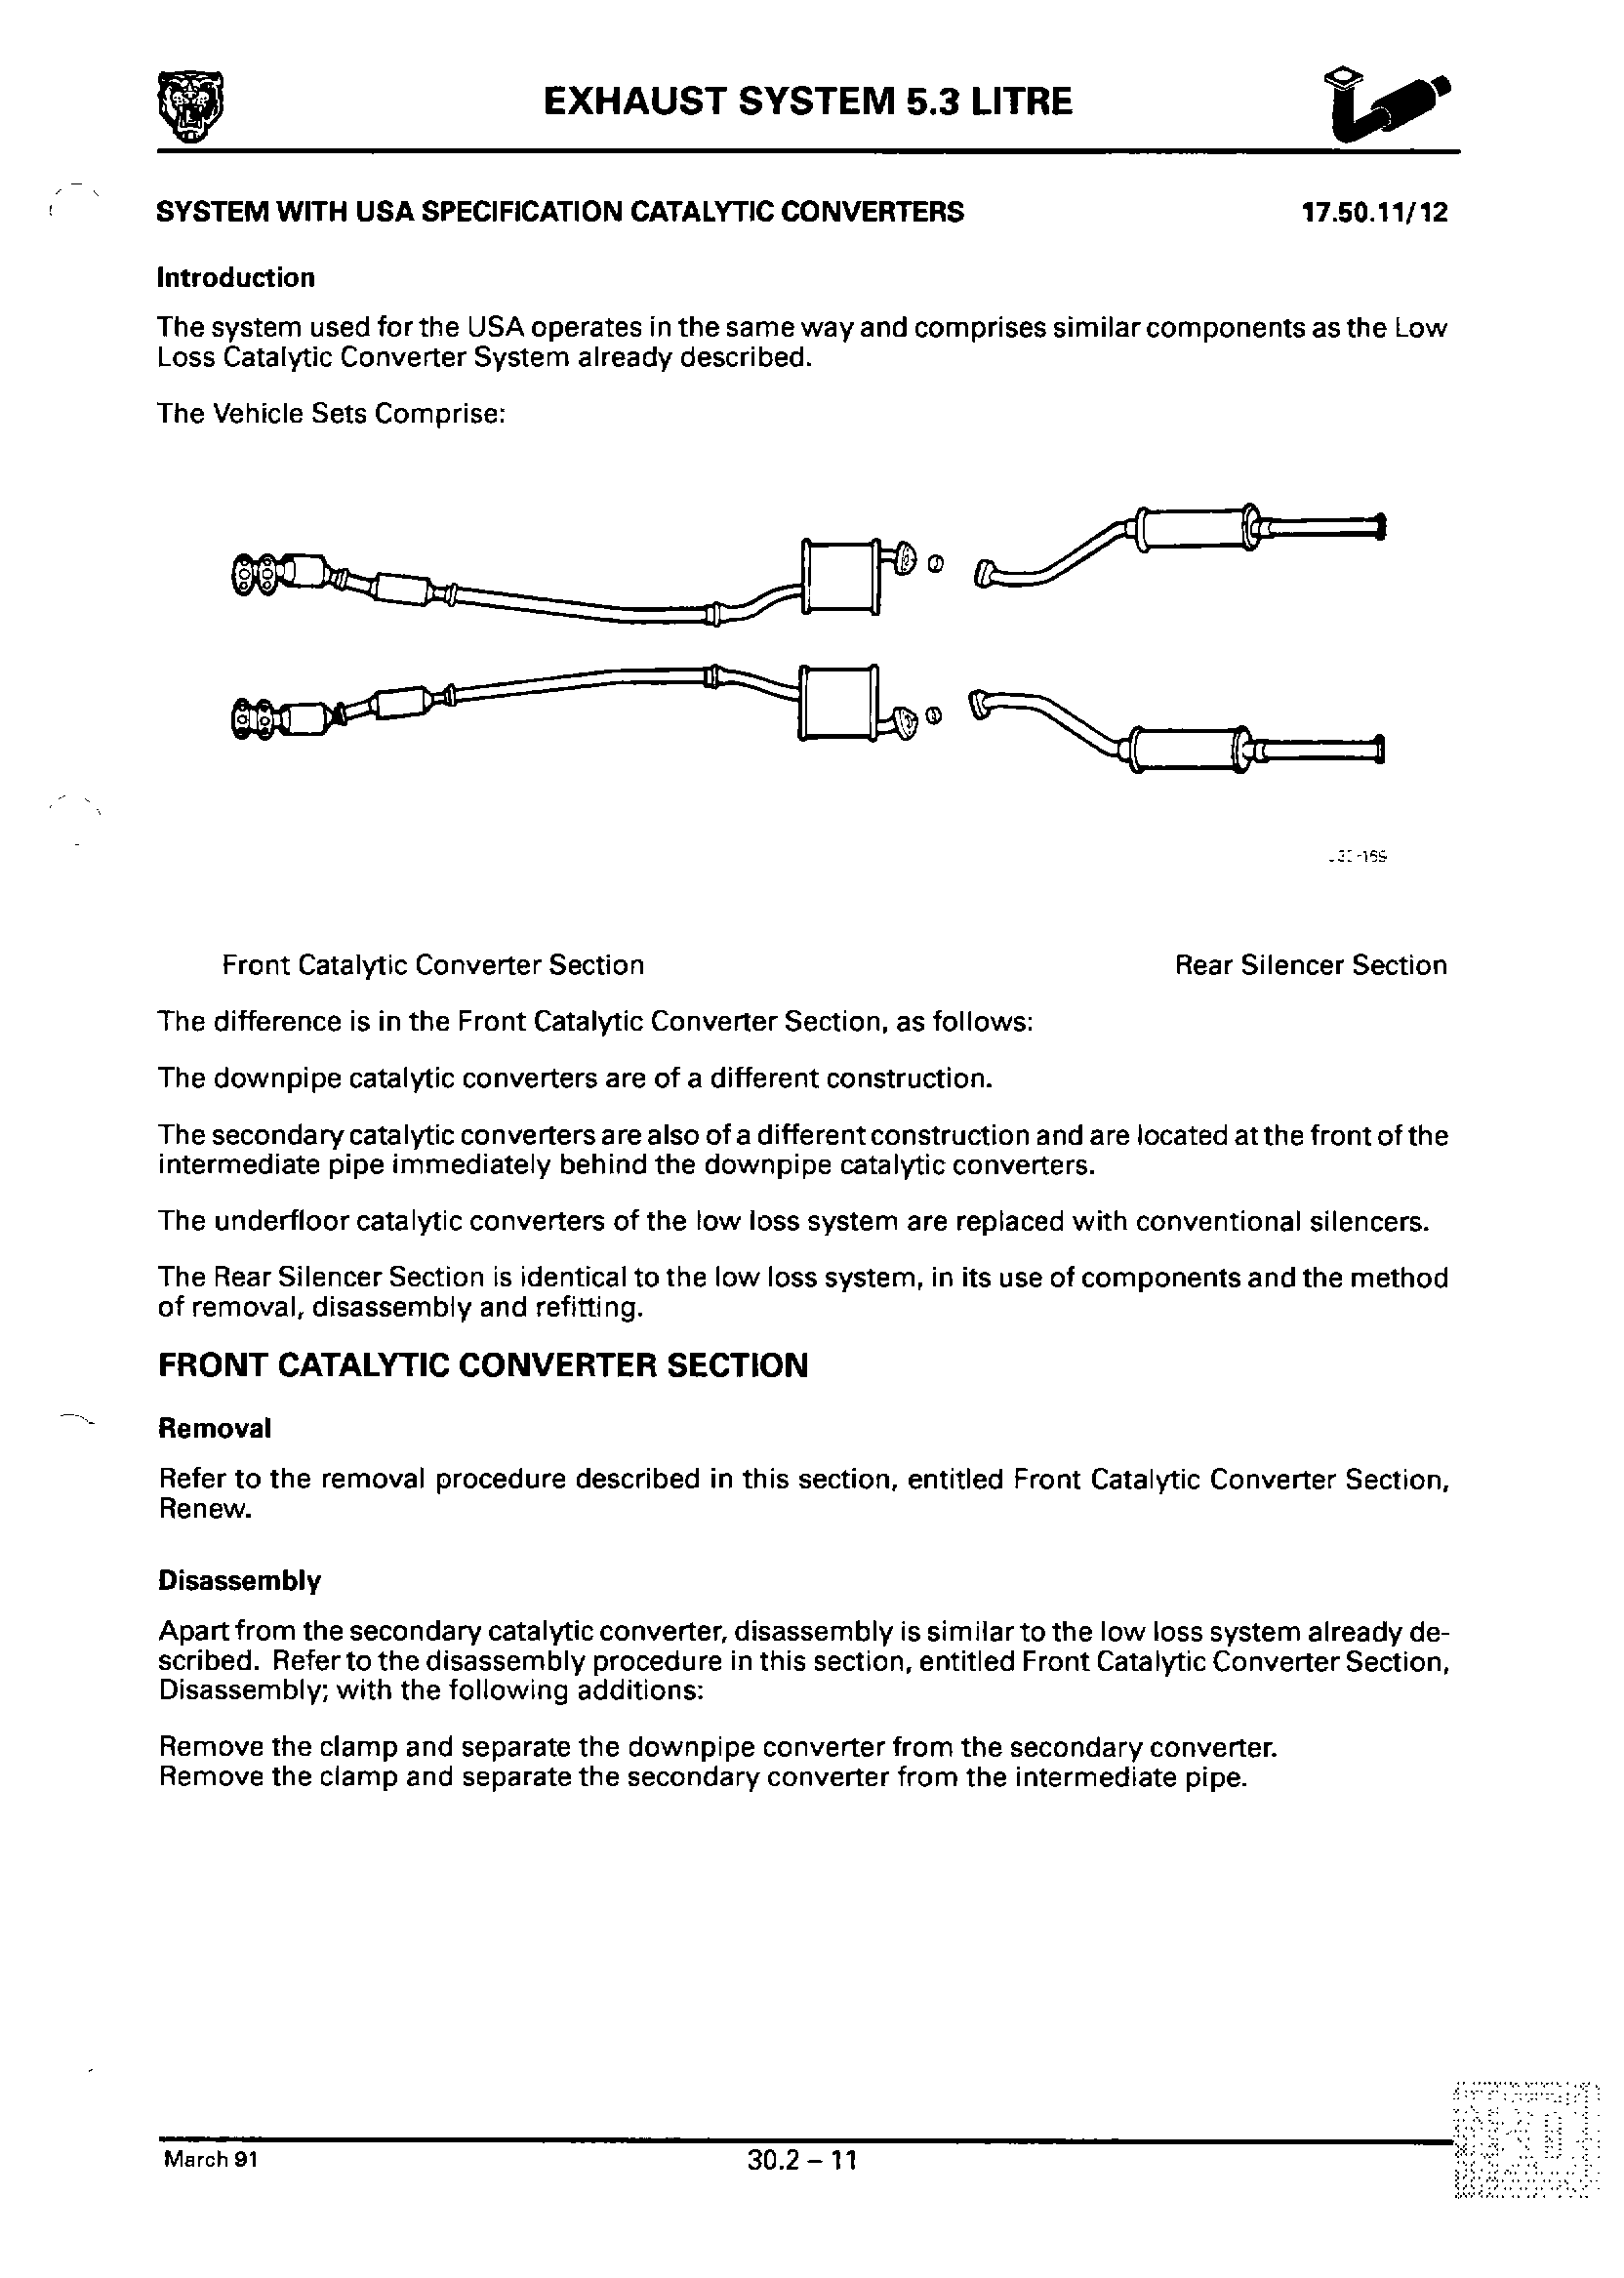 EXHAUST SYSTEM 5.3 LITRE
SYSTEM WITH USA SPECIFICATION CATALYTIC CONVERTERS 17.50.11/12
Introduction
The system used for the USA operates in the same way and comprises similar components as the Low
Loss Catalytic Converter System already described.
The Vehicle Sets Comprise:
Front Catalytic Converter Section Rear Silencer Section
The difference is in the Front Catalytic Converter Section, as follows:
The downpipe catalytic converters are of a different construction.
The secondary catalytic converters are also of a different construction and are located at the front of the
intermediate pipe immediately behind the downpipe catalytic converters.
The underfloor catalytic converters of the low loss system are replaced with conventional silencers.
The Rear Silencer Section is identical to the low loss system, in its use of components and the method
of removal, disassembly and refitting.
FRONT CATALYTIC CONVERTER SECTION
Removal
Refer to the removal procedure described in this section, entitled Front Catalytic Converter Section,
Renew.
Disassembly
Apart from the secondary catalytic converter, disassembly is similar to the low loss system already de-
scribed. Refer to the disassembly procedure in this section, entitled Front Catalytic Converter Section,
Disassembly; with the following additions:
Remove the clamp and separate the downpipe converter from the secondary converter.
Remove the clamp and separate the secondary converter from the intermediate pipe.
March 91 30.2 – 11